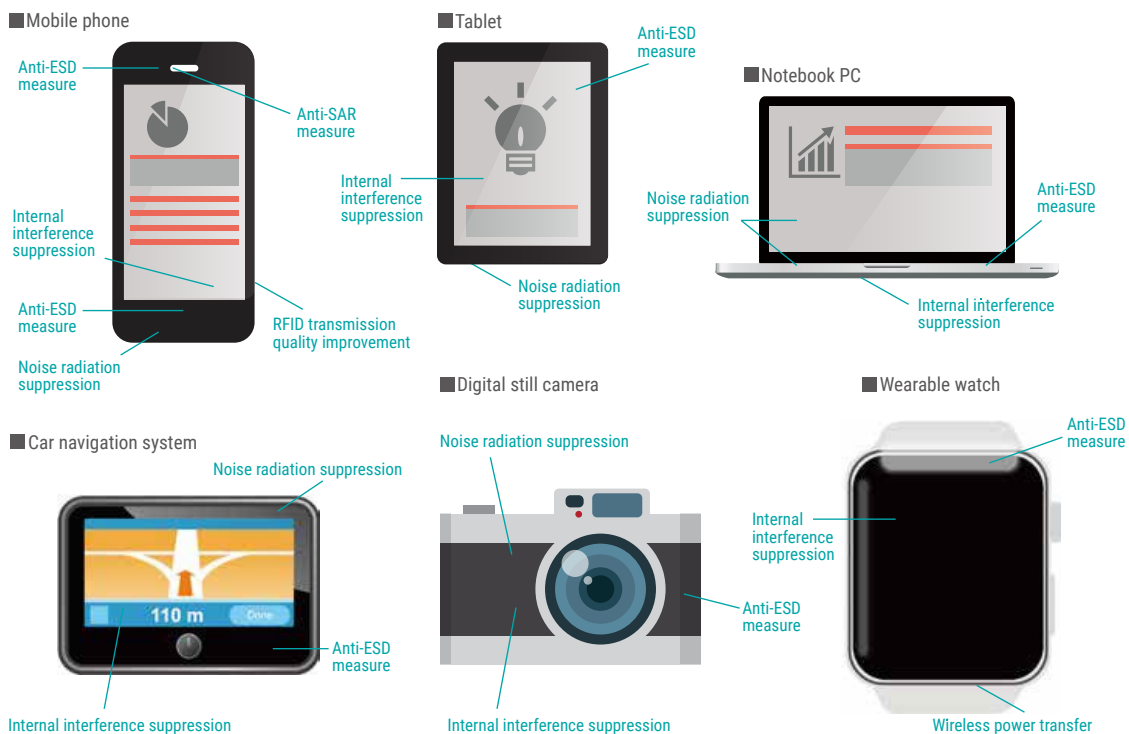 Mobile phone
Anti-ESD
measure
Anti-SAR
measure
Internal
interference
suppression
Anti-ESD
measure
Noise radiation
suppression
RFID transmission
quality improvement
Tablet
Anti-ESD
measure
Internal
interference
suppression
Noise radiation
suppression
Notebook PC
Noise radiation
suppression
Anti-ESD
measure
Internal interference
suppression
Car navigation system
Noise radiation suppression
110 m
Done
Anti-ESD
measure
Internal interference suppression
Digital still camera
Noise radiation suppression
Anti-ESD
measure
Internal interference suppression
Wearable watch
Anti-ESD
measure
Internal
interference
suppression
Wireless power transfer